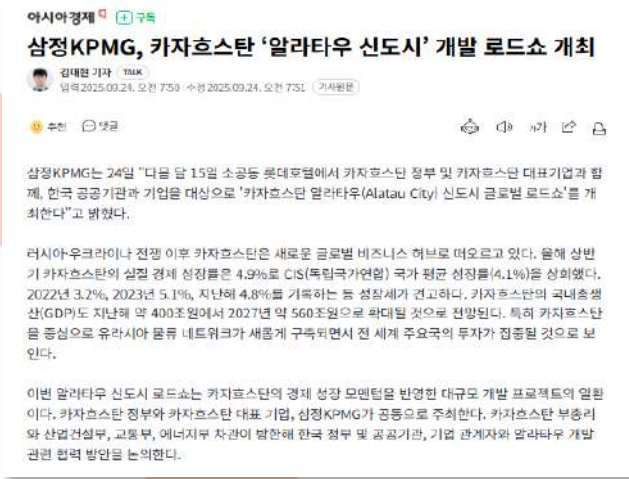 아시아경제 구독
삼정KPMG, 카자흐스탄 ‘알라타우 신도시’ 개발 로드쇼 개최
김대현 기자 TALK
입력 2025.09.24. 오전 7:50 수정 2025.09.24. 오전 7:51 기사원문
추천 댓글
가
삼정KPMG는 24일 "다음 달 15일 소공동 롯데호텔에서 카자흐스탄 정부 및 카자흐스탄 대표기업과 함
께, 한국 공공기관과 기업을 대상으로 '카자흐스탄 알라타우(Alatau City) 신도시 글로벌 로드쇼'를 개
최한다"고 밝혔다.
러시아·우크라이나 전쟁 이후 카자흐스탄은 새로운 글로벌 비즈니스 허브로 떠오르고 있다. 올해 상반
기 카자흐스탄의 실질 경제 성장률은 4.9%로 CIS(독립국가연합) 국가 평균 성장률(4.1%)을 상회했다.
2022년 3.2%, 2023년 5.1%, 지난해 4.8%를 기록하는 등 성장세가 견고하다. 카자흐스탄의 국내총생
산(GDP)도 지난해 약 400조원에서 2027년 약 560조원으로 확대될 것으로 전망된다. 특히 카자흐스탄
을 중심으로 유라시아 물류 네트워크가 새롭게 구축되면서 전 세계 주요국의 투자가 집중될 것으로 보
인다.
이번 알라타우 신도시 로드쇼는 카자흐스탄의 경제 성장 모멘텀을 반영한 대규모 개발 프로젝트의 일환
이다. 카자흐스탄 정부와 카자흐스탄 대표 기업, 삼정KPMG가 공동으로 주최한다. 카자흐스탄 부총리
와 산업건설부, 교통부, 에너지부 차관이 방한해 한국 정부 및 공공기관, 기업 관계자와 알라타우 개발
관련 협력 방안을 논의한다.